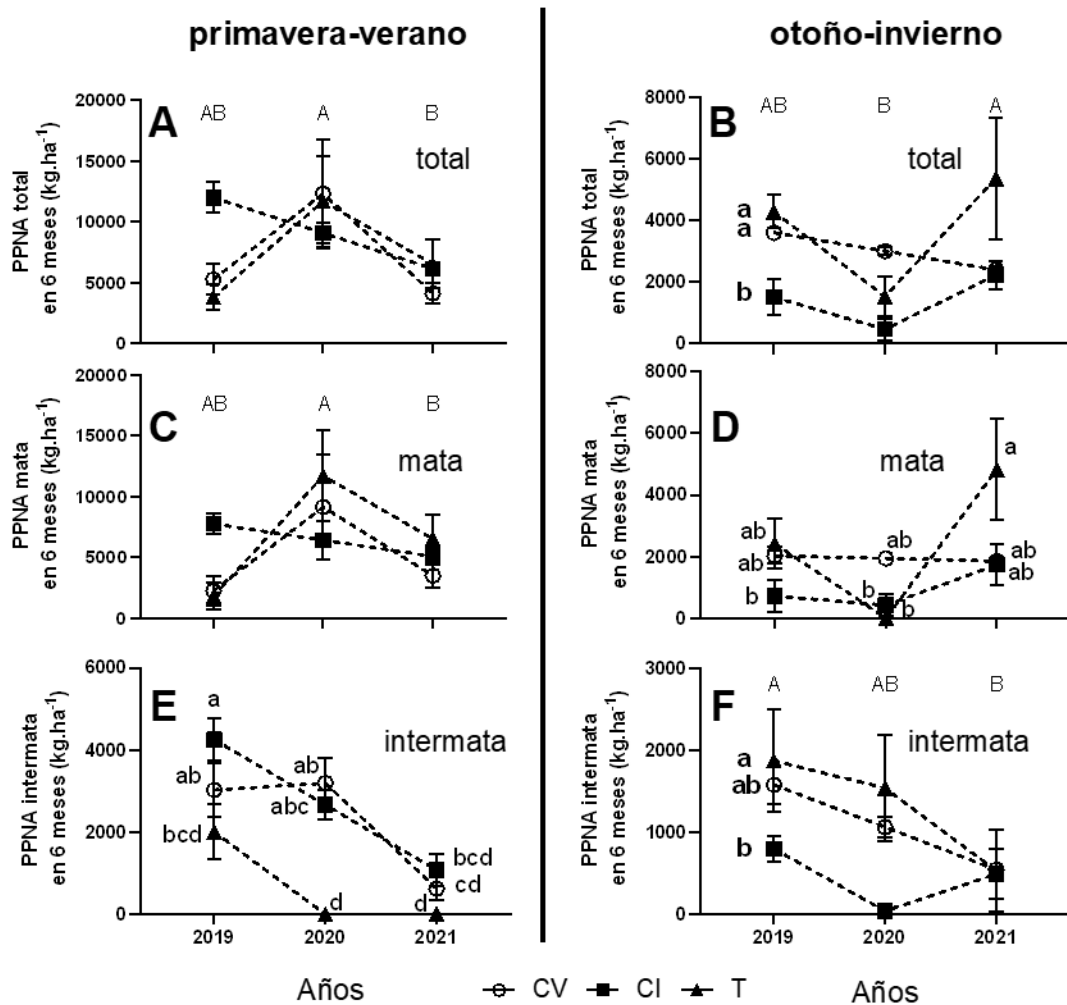 primavera-verano
otoño-invierno
A
total
AB A B
PPNA total
en 6 meses (kg.ha⁻¹)
20000
15000
10000
5000
0
B
total
AB B A
PPNA total
en 6 meses (kg.ha⁻¹)
8000
6000
4000
2000
0
a
a
b
C
mata
AB A B
PPNA mata
en 6 meses (kg.ha⁻¹)
20000
15000
10000
5000
0
D
mata
PPNA mata
en 6 meses (kg.ha⁻¹)
8000
6000
4000
2000
0
ab
ab
b
ab
b
b
a
ab
ab
E
intermata
PPNA intermata
en 6 meses (kg.ha⁻¹)
6000
4000
2000
0
a
ab
bcd
ab
abc
d
bcd
cd
d
2019 2020 2021
Años
F
intermata
A AB B
PPNA intermata
en 6 meses (kg.ha⁻¹)
3000
2000
1000
0
a
ab
b
2019 2020 2021
Años
CV CI T